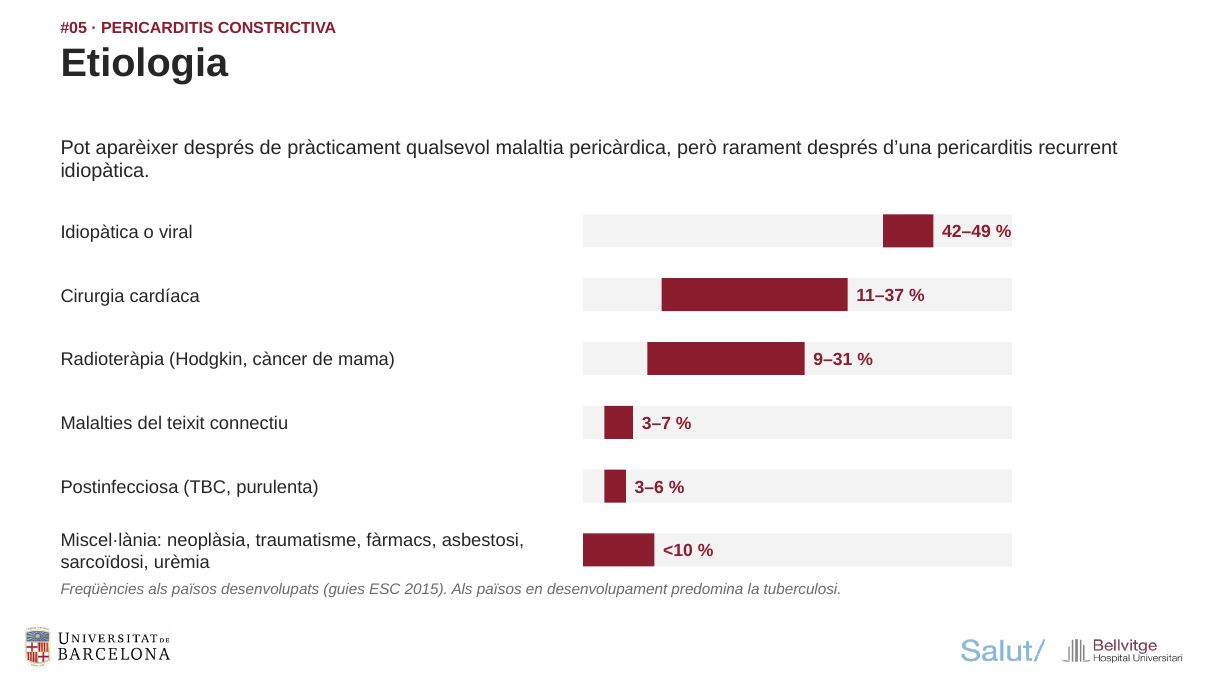 #05 · PERICARDITIS CONSTRICTIVA
Etiologia
Pot aparèixer després de pràcticament qualsevol malaltia pericàrdica, però rarament després d’una pericarditis recurrent
idiopàtica.
Idiopàtica o viral
42–49 %
Cirurgia cardíaca
11–37 %
Radioteràpia (Hodgkin, càncer de mama)
9–31 %
Malalties del teixit connectiu
3–7 %
Postinfecciosa (TBC, purulenta)
3–6 %
Miscel·lània: neoplàsia, traumatisme, fàrmacs, asbestosi,
sarcoïdosi, urèmia
<10 %
Freqüències als països desenvolupats (guies ESC 2015). Als països en desenvolupament predomina la tuberculosi.
UNIVERSITAT DE
BARCELONA
Salut/
Bellvitge
Hospital Universitari